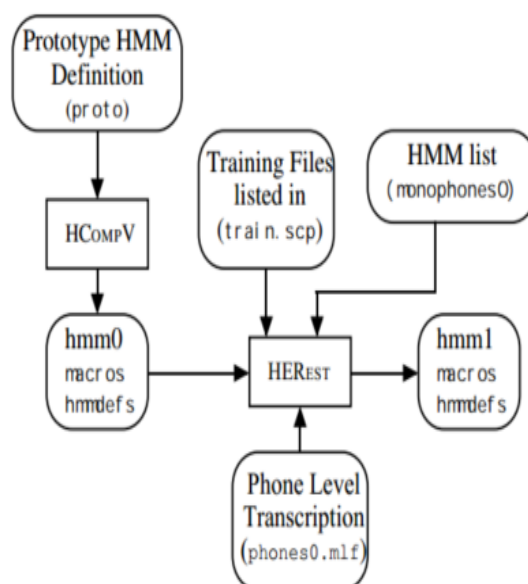 Prototype HMM
Definition
(proto)
HCOMPV
hmm0
macros
hmmdefs
Training Files
listed in
(train.scp)
HMM list
(monophones0)
HEREST
hmm1
macros
hmmdefs
Phone Level
Transcription
(phones0.mlf)